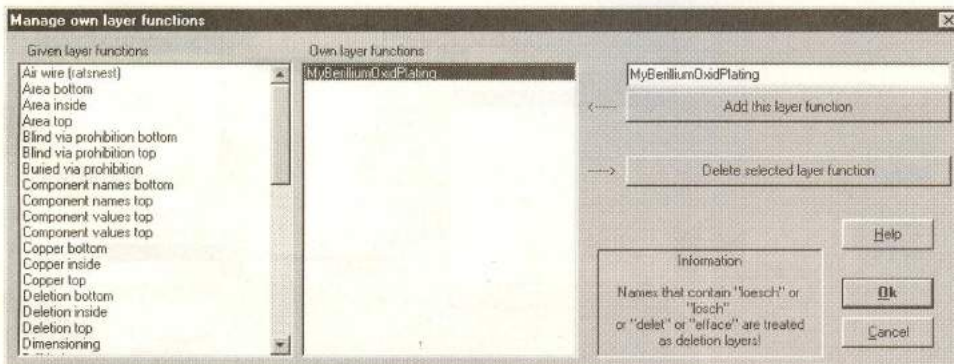 Manage own layer functions
Given layer functions
Own layer functions
Air wire (ratsnest)
Area bottom
Area inside
Area top
Blind via prohibition bottom
Blind via prohibition top
Buried via prohibition
Component names bottom
Component names top
Component values top
Component values top
Copper bottom
Copper inside
Copper top
Deletion bottom
Deletion inside
Deletion top
Dimensioning
MyBerilliumOxidPlating
MyBerilliumOxidPlating
<----- Add this layer function
-----> Delete selected layer function
Information
Names that contain "loesch" or
"lösch"
or "delet" or "efface" are treated
as deletion layers!
Help
Ok
Cancel